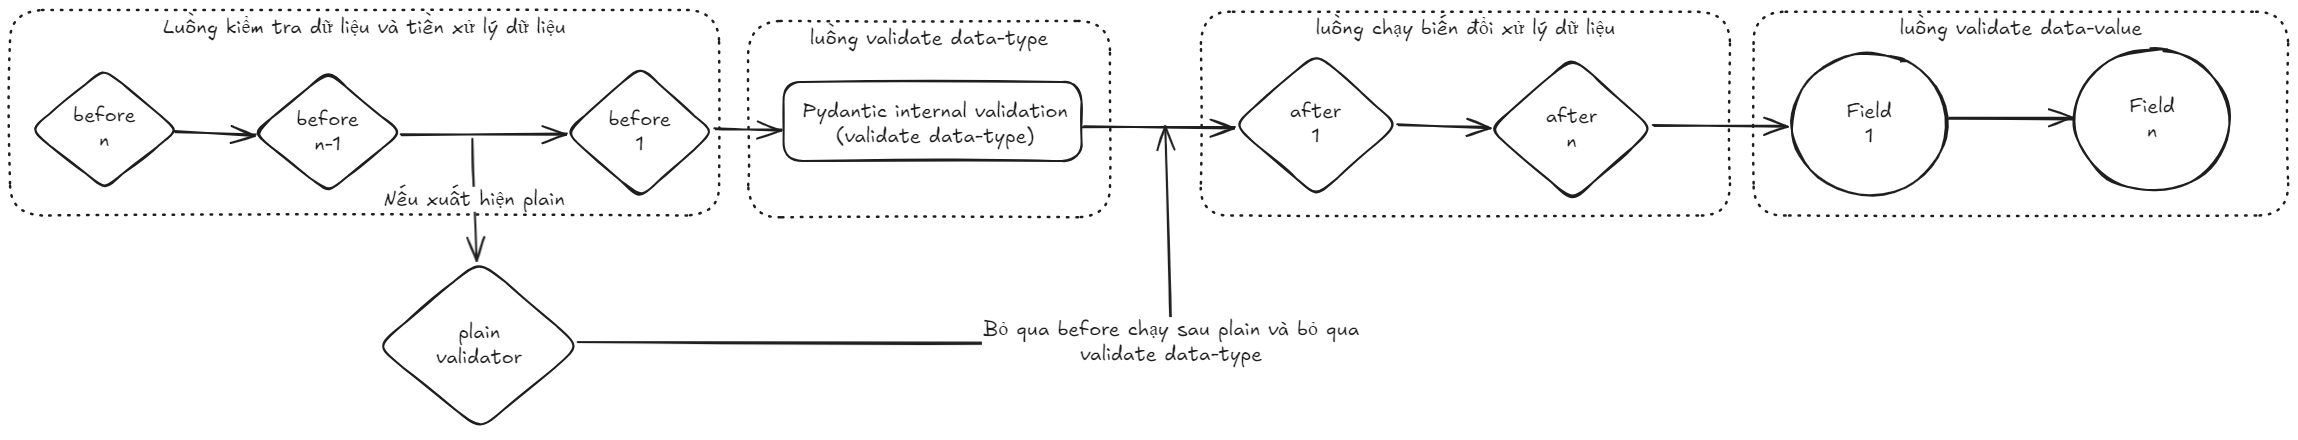 Luồng kiểm tra dữ liệu và tiền xử lý dữ liệu
before
n
before
n-1
before
1
Nếu xuất hiện plain
plain
validator
luồng validate data-type
Pydantic internal validation
(validate data-type)
Bỏ qua before chạy sau plain và bỏ qua
validate data-type
luồng chạy biến đổi xử lý dữ liệu
after
1
after
n
luồng validate data-value
Field
1
Field
n